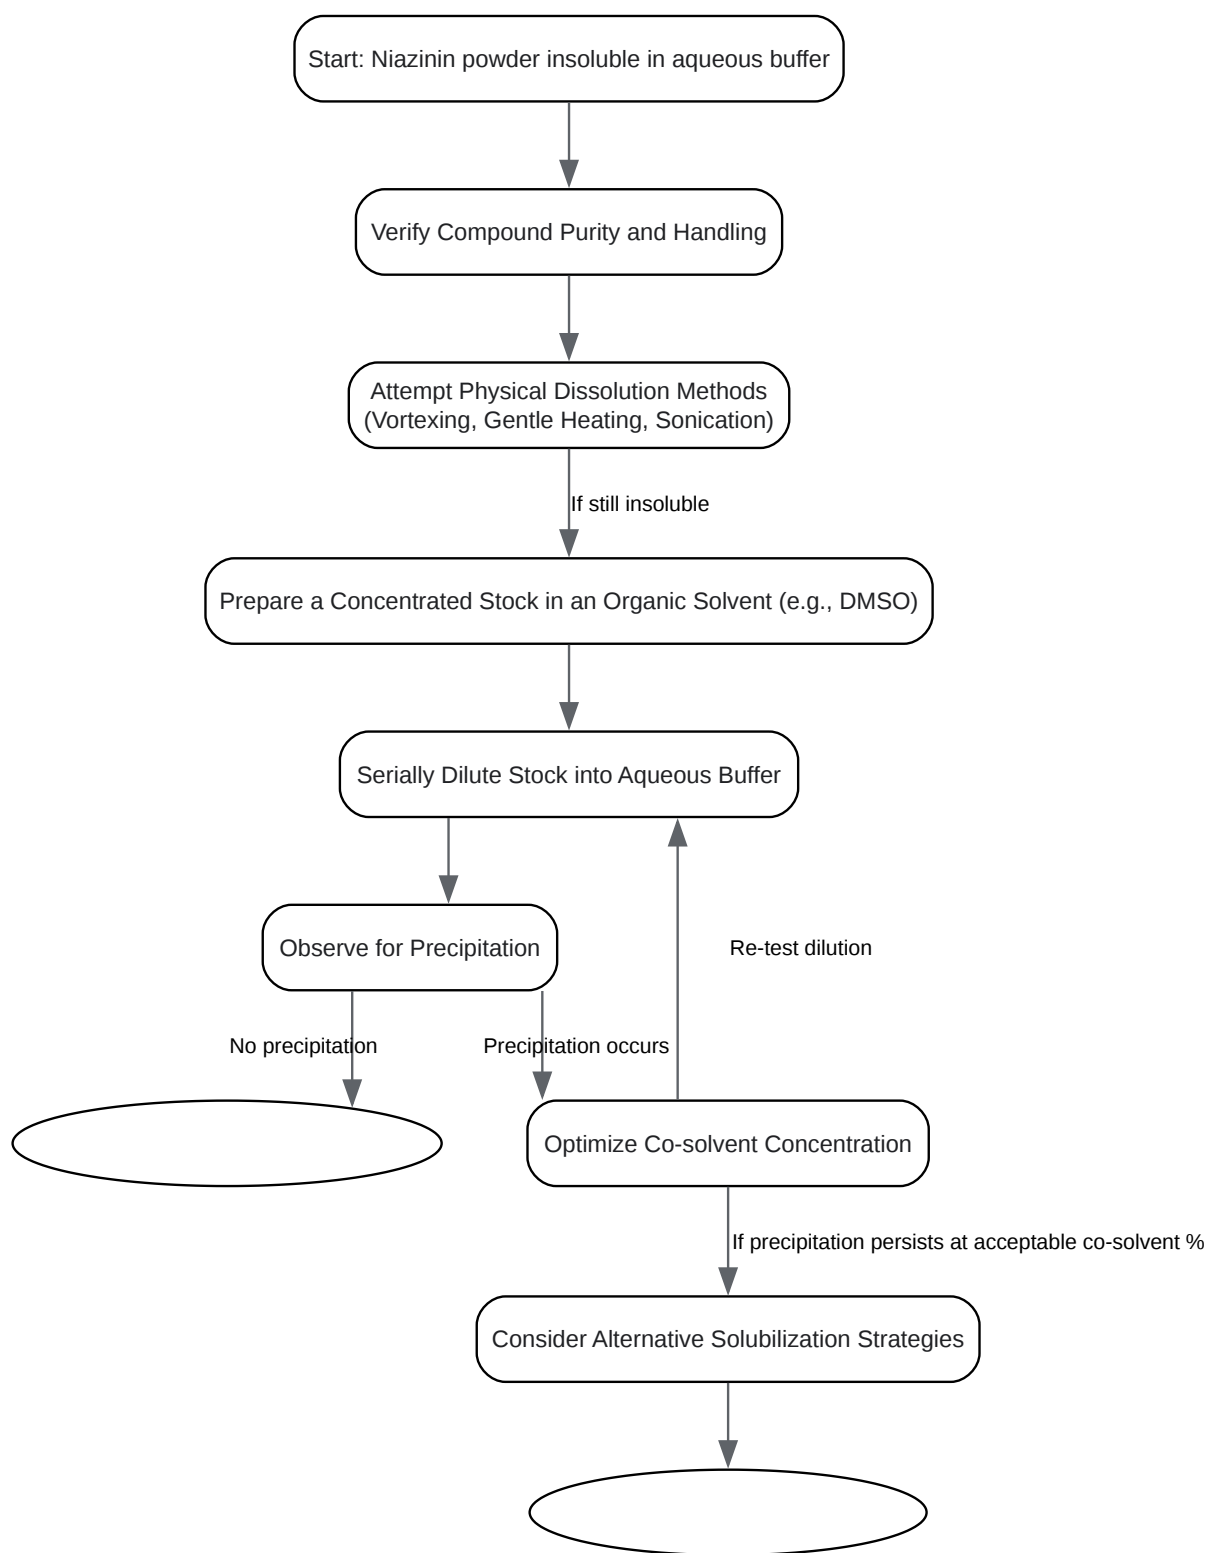 Start: Niazinin powder insoluble in aqueous buffer
Verify Compound Purity and Handling
Attempt Physical Dissolution Methods
(Vortexing, Gentle Heating, Sonication)
If still insoluble
Prepare a Concentrated Stock in an Organic Solvent (e.g., DMSO)
Serially Dilute Stock into Aqueous Buffer
Observe for Precipitation
Re-test dilution
No precipitation
Precipitation occurs
Optimize Co-solvent Concentration
If precipitation persists at acceptable co-solvent %
Consider Alternative Solubilization Strategies